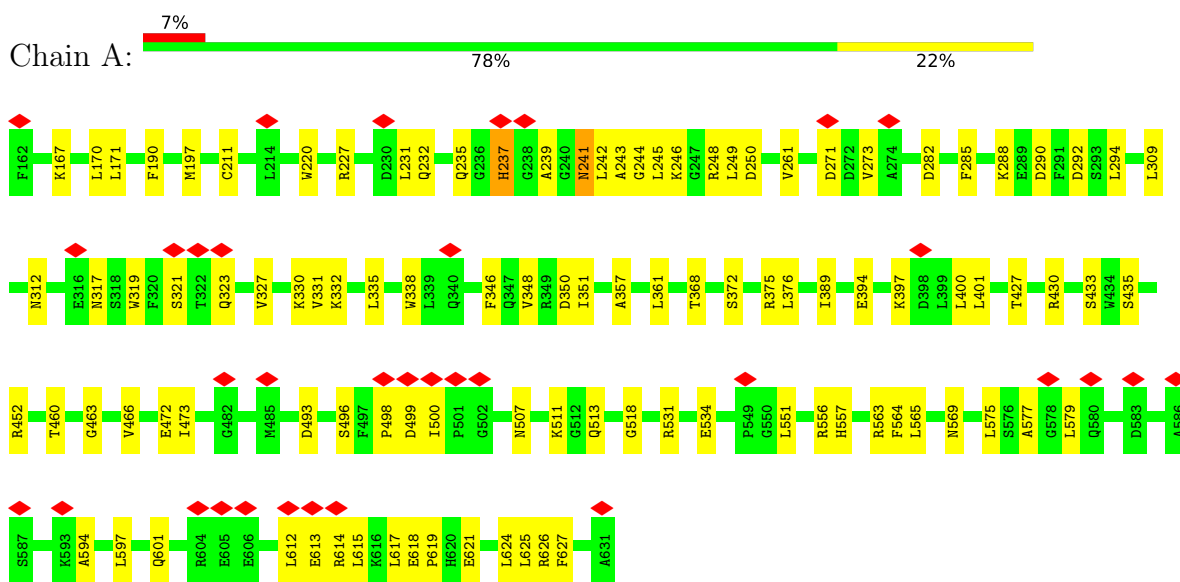 7%
Chain A:
78% 22%
F162 K167 L170 L171 F190 M197 C211 L214 W220 R227 D230 L231 Q232 Q235 G236 H237 G238 A239 G240 N241 L242 A243 G244 L245 K246 G247 R248 L249 D250 V261 D271 D272 V273 A274 D282 F285 K288 E289 D290 F291 D292 S293 L294 L309
N312 E316 N317 S318 W319 F320 S321 T322 Q323 V327 K330 V331 K332 L335 W338 L339 Q340 F346 Q347 V348 R349 D350 I351 A357 L361 T368 S372 R375 L376 I389 E394 K397 D398 L399 L400 L401 T427 R430 S433 W434 S435
R452 T460 G463 V466 E472 I473 G482 M485 D493 S496 F497 P498 D499 I500 P501 G502 N507 K511 G512 Q513 G518 R531 E534 P549 G550 L551 R556 H557 R563 F564 L565 N569 L575 S576 A577 G578 L579 Q580 D583 A586
S587 K593 A594 L597 Q601 R604 E605 E606 L612 E613 R614 L615 K616 L617 E618 P619 H620 E621 L624 L625 R626 F627 A631